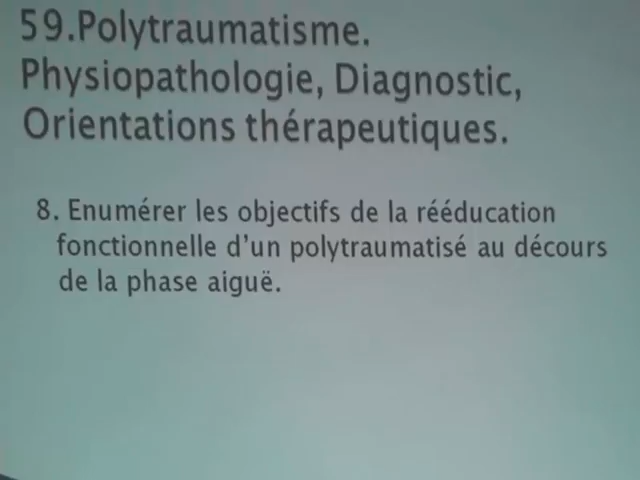 59.Polytraumatisme.
Physiopathologie, Diagnostic,
Orientations thérapeutiques.
8. Enumérer les objectifs de la rééducation
fonctionnelle d'un polytraumatisé au décours
de la phase aiguë.